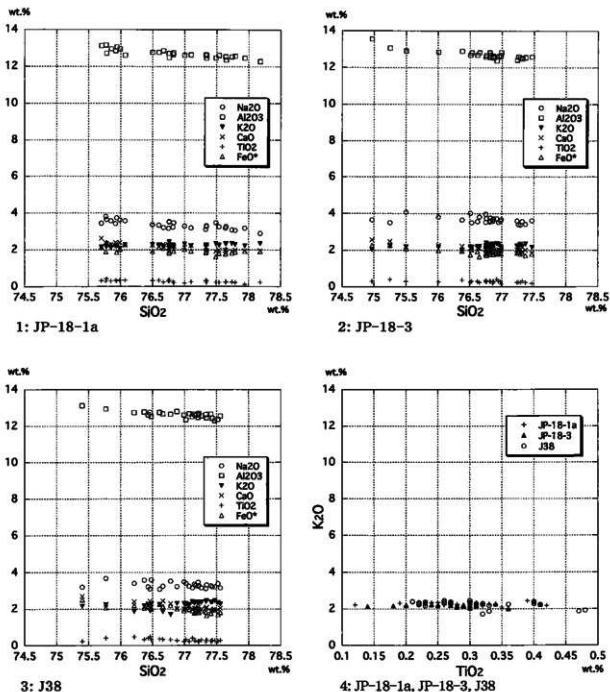 wt.%
14
12
10
8
6
4
2
0
Na2O
Al2O3
K2O
CaO
TiO2
FeO*
74.5 75 75.5 76 76.5 77 77.5 78 78.5
SiO2 wt.%
1: JP-18-1a
wt.%
14
12
10
8
6
4
2
0
Na2O
Al2O3
K2O
CaO
TiO2
FeO*
74.5 75 75.5 76 76.5 77 77.5 78 78.5
SiO2 wt.%
2: JP-18-3
wt.%
14
12
10
8
6
4
2
0
Na2O
Al2O3
K2O
CaO
TiO2
FeO*
74.5 75 75.5 76 76.5 77 77.5 78 78.5
SiO2 wt.%
3: J38
wt.%
14
12
10
8
6
4
2
0
K2O
JP-18-1a
JP-18-3
J38
0.1 0.15 0.2 0.25 0.3 0.35 0.4 0.45 0.5
TiO2 wt.%
4: JP-18-1a, JP-18-3, J38